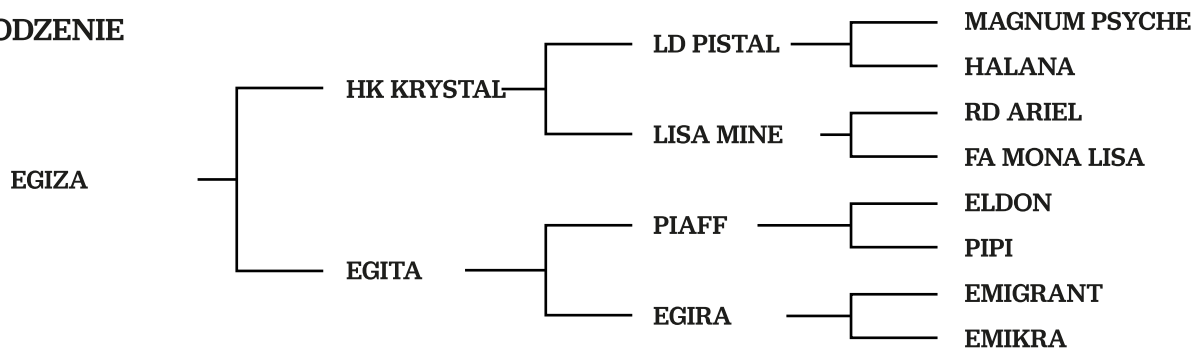 ODZENIE
EGIZA
HK KRYSTAL
EGITA
LD PISTAL
LISA MINE
PIAFF
EGIRA
MAGNUM PSYCHE
HALANA
RD ARIEL
FA MONA LISA
ELDON
PIPI
EMIGRANT
EMIKRA